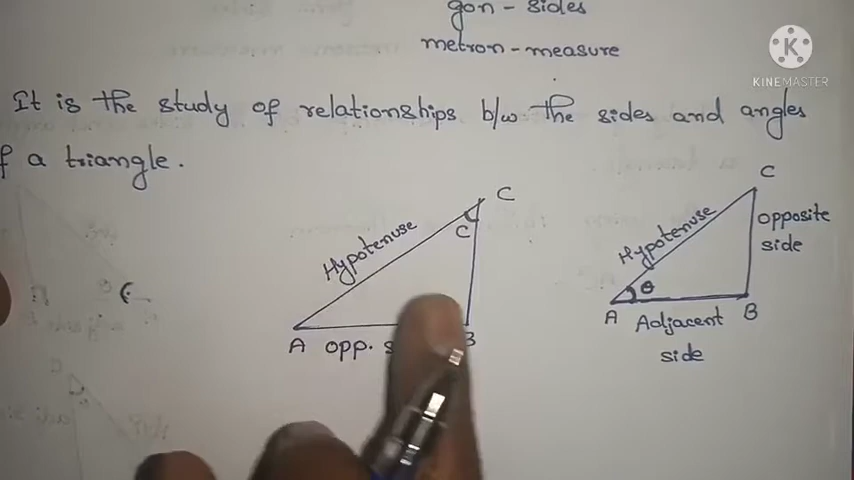 gon - sides
metron - measure
K
KINEMASTER
It is the study of relationships b/w the sides and angles
f a triangle.
C
C
Hypotenuse
A
opp. s
B
C
Hypotenuse
opposite
side
θ
A
Adjacent
B
side